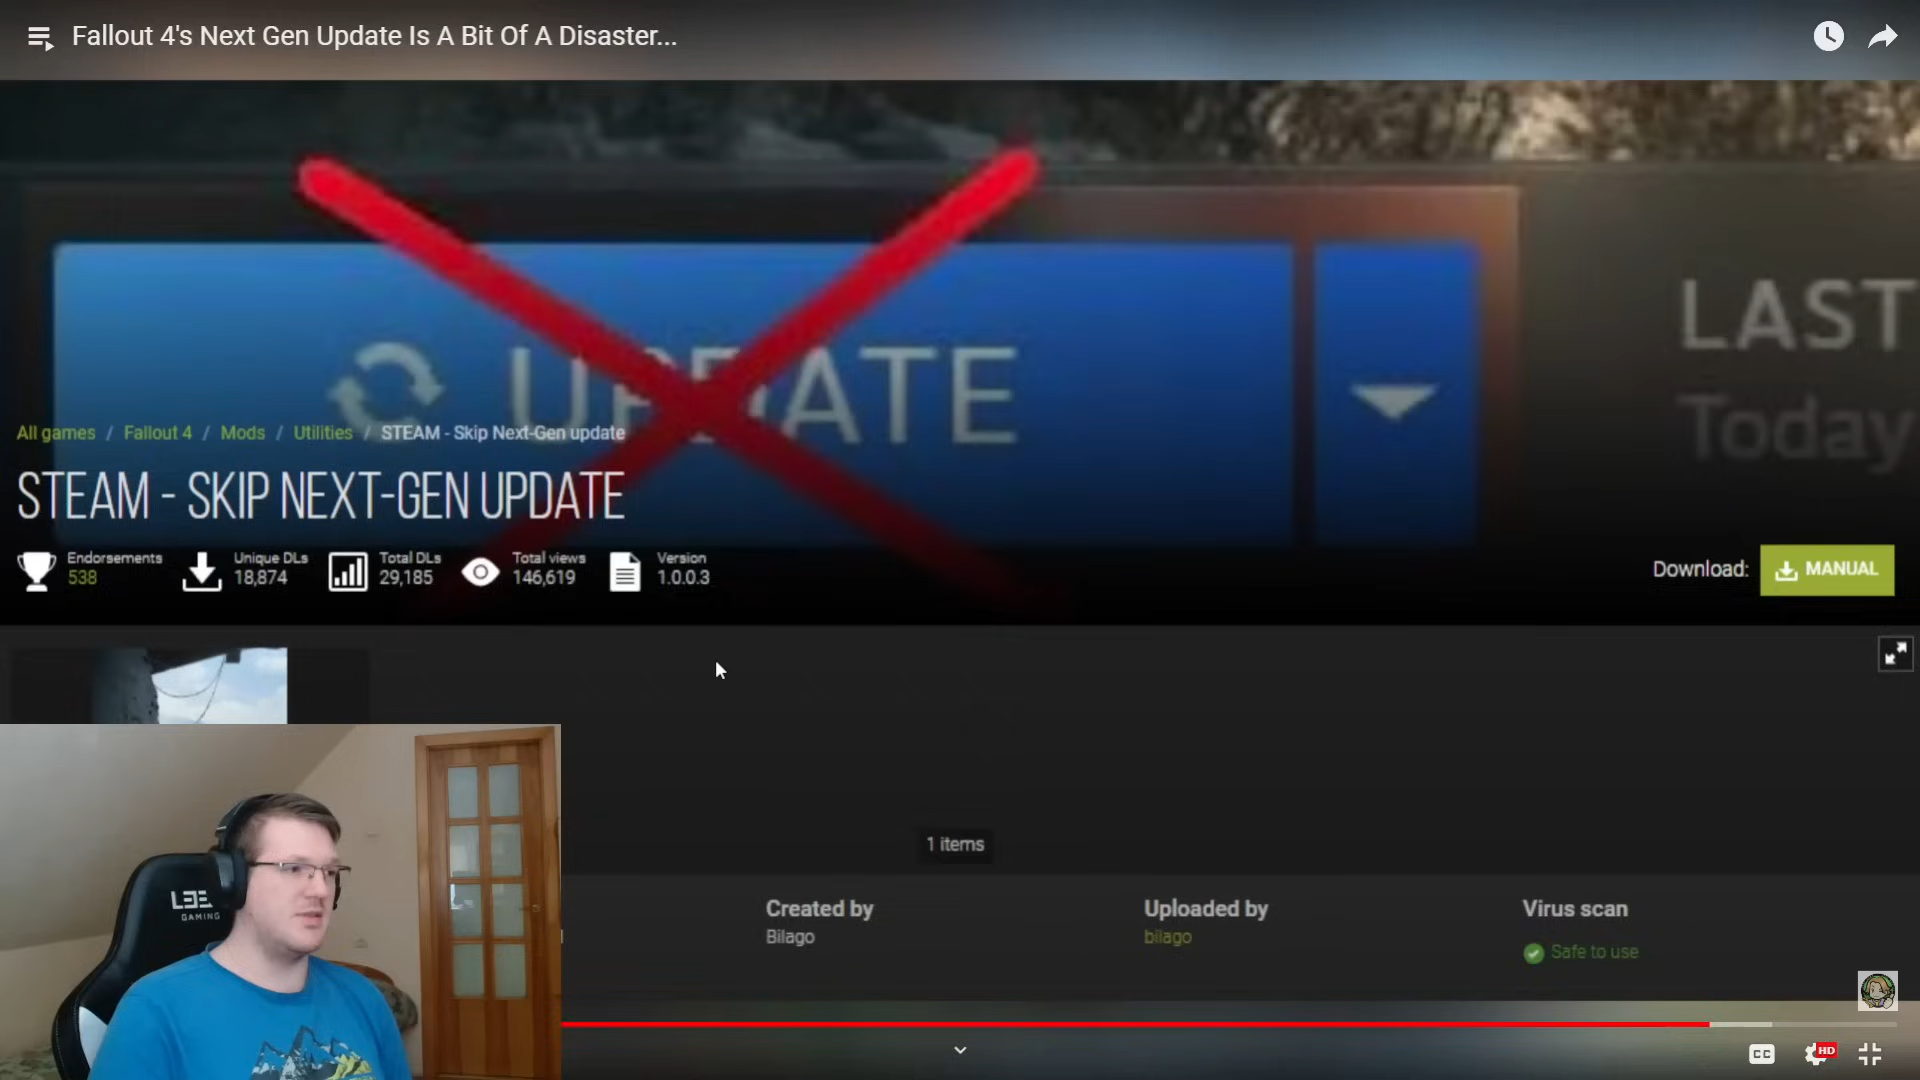 Fallout 4's Next Gen Update Is A Bit Of A Disaster...
UPDATE
LAST
Today
All games / Fallout 4 / Mods / Utilities / STEAM - Skip Next-Gen update
STEAM - SKIP NEXT-GEN UPDATE
Endorsements
538
Unique DLs
18,874
Total DLs
29,185
Total views
146,619
Version
1.0.0.3
Download:
MANUAL
1 items
Created by
Bilago
Uploaded by
bilago
Virus scan
Safe to use
L33
GAMING
CC
HD